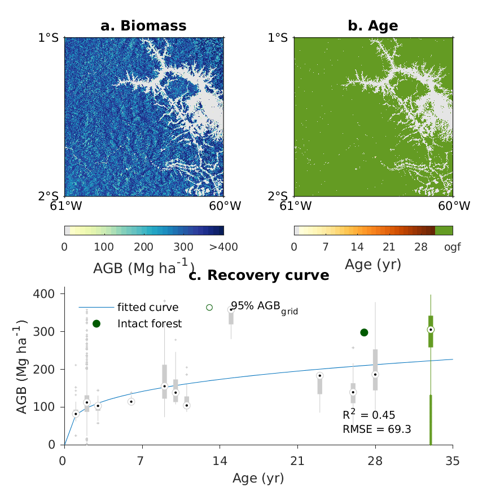 a. Biomass
b. Age
1°S
1°S
2°S
2°S
61°W
60°W
61°W
60°W
0
100
200
300
>400
AGB (Mg ha-1)
0
7
14
21
28
ogf
Age (yr)
c. Recovery curve
400
300
200
100
0
AGB (Mg ha-1)
fitted curve
95% AGBgrid
Intact forest
R2 = 0.45
RMSE = 69.3
0
7
14
21
28
35
Age (yr)